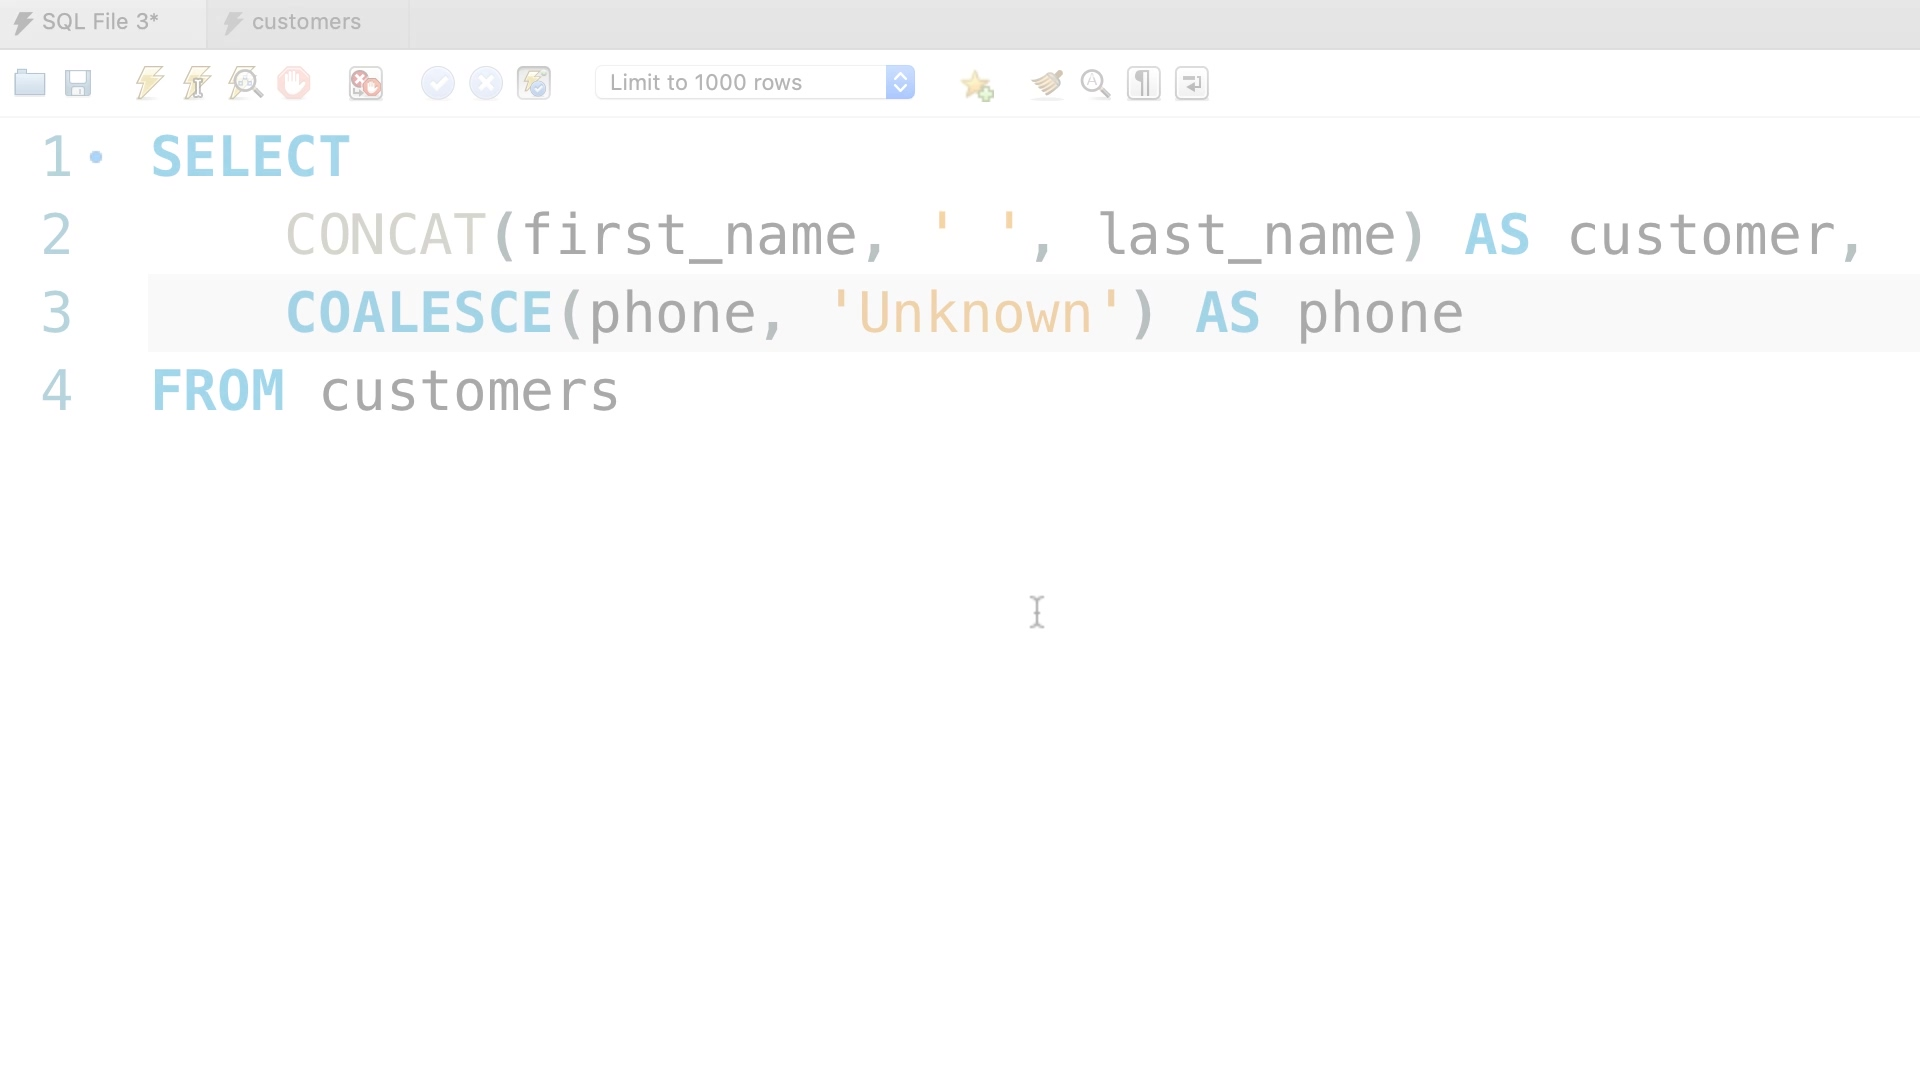 SQL File 3* customers
Limit to 1000 rows
1 SELECT
2 CONCAT(first_name, ' ', last_name) AS customer,
3 COALESCE(phone, 'Unknown') AS phone
4 FROM customers